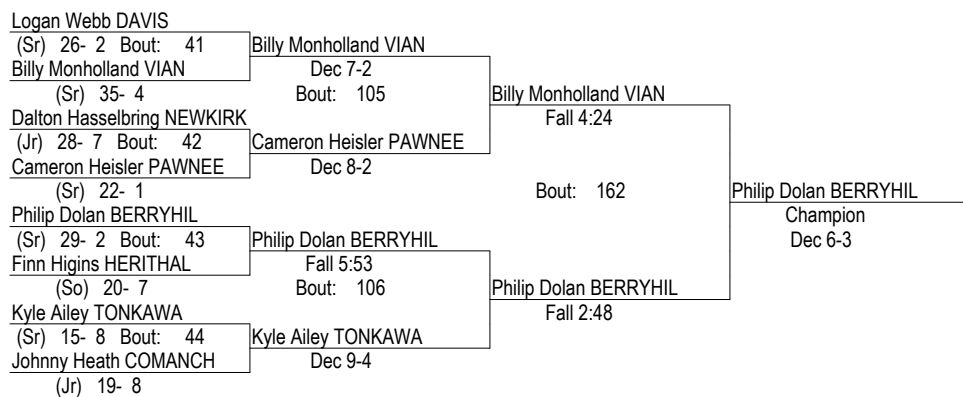 Logan Webb DAVIS
(Sr) 26- 2 Bout: 41
Billy Monholland VIAN
(Sr) 35- 4
Dalton Hasselbring NEWKIRK
(Jr) 28- 7 Bout: 42
Cameron Heisler PAWNEE
(Sr) 22- 1
Philip Dolan BERRYHIL
(Sr) 29- 2 Bout: 43
Finn Higins HERITHAL
(So) 20- 7
Kyle Ailey TONKAWA
(Sr) 15- 8 Bout: 44
Johnny Heath COMANCH
(Jr) 19- 8
Billy Monholland VIAN
Dec 7-2
Bout: 105
Cameron Heisler PAWNEE
Dec 8-2
Philip Dolan BERRYHIL
Fall 5:53
Bout: 106
Kyle Ailey TONKAWA
Dec 9-4
Billy Monholland VIAN
Fall 4:24
Bout: 162
Philip Dolan BERRYHIL
Fall 2:48
Philip Dolan BERRYHIL
Champion
Dec 6-3